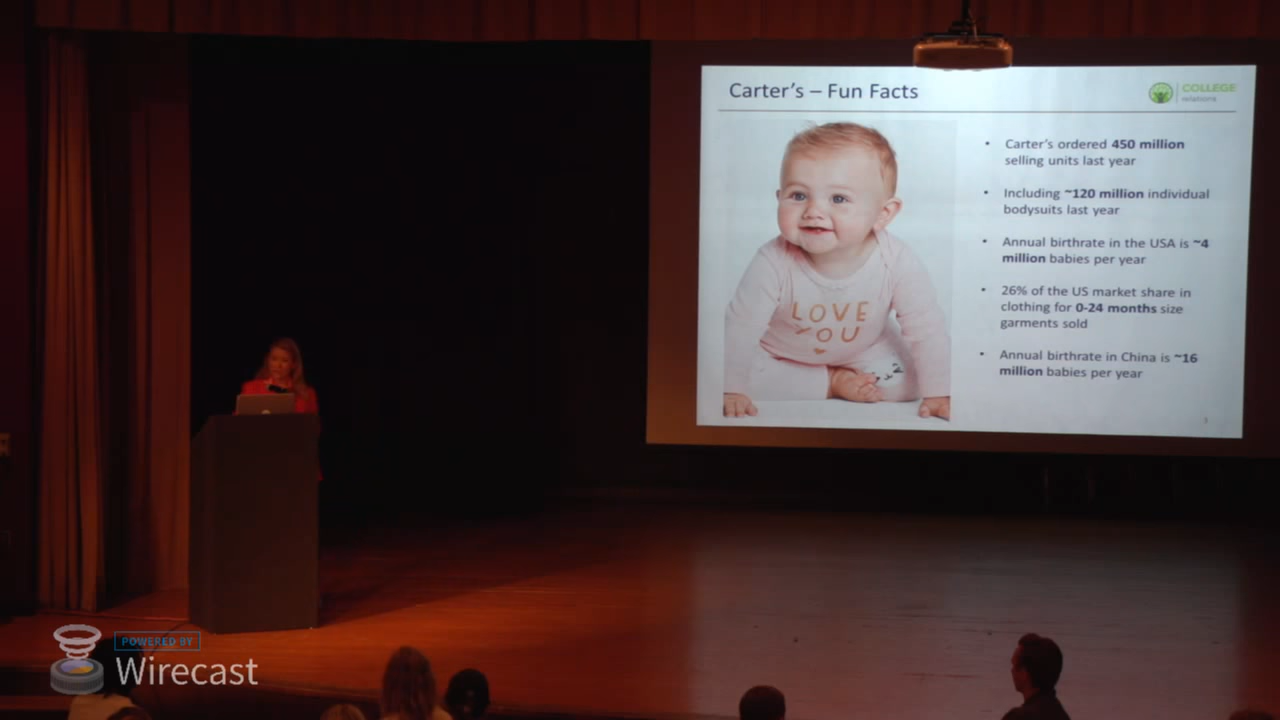 Carter's – Fun Facts
COLLEGE
relations
• Carter's ordered 450 million
selling units last year
• Including ~120 million individual
bodysuits last year
• Annual birthrate in the USA is ~4
million babies per year
• 26% of the US market share in
clothing for 0-24 months size
garments sold
• Annual birthrate in China is ~16
million babies per year
LOVE
YOU
POWERED BY
Wirecast